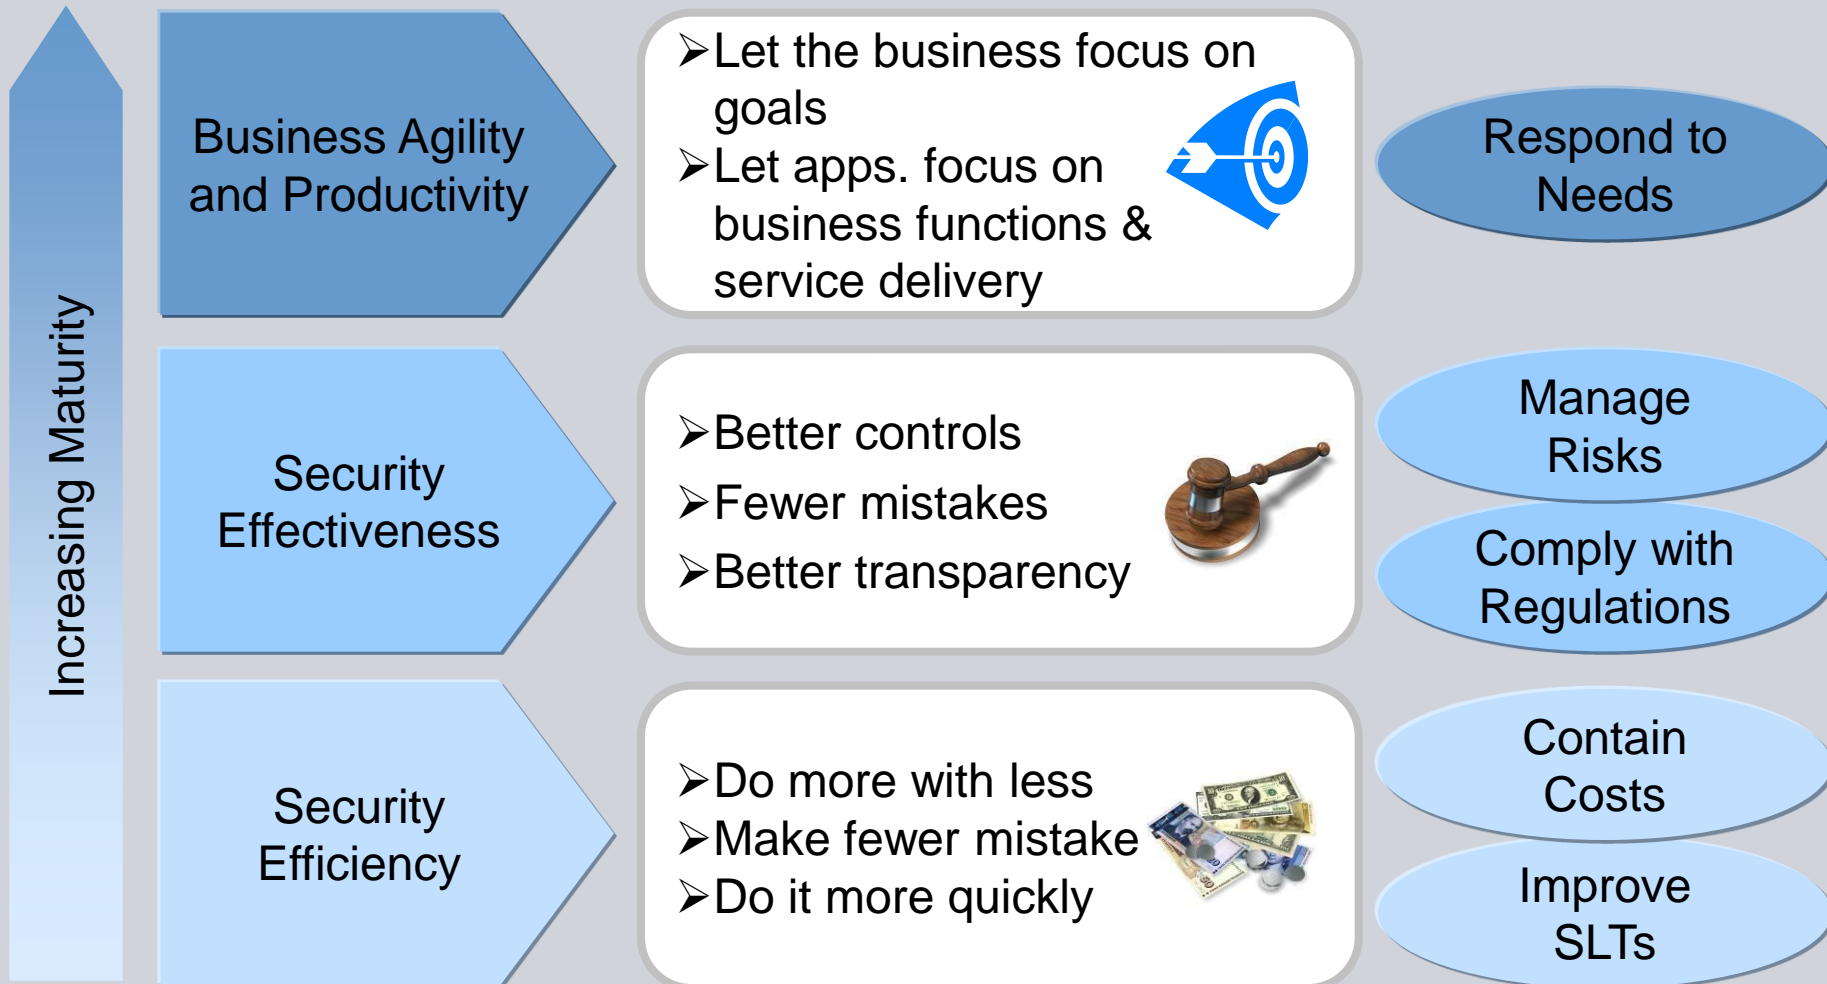 Increasing Maturity
Business Agility
and Productivity
➢Let the business focus on
goals
➢Let apps. focus on
business functions &
service delivery
Respond to
Needs
Security
Effectiveness
➢Better controls
➢Fewer mistakes
➢Better transparency
Manage
Risks
Comply with
Regulations
Security
Efficiency
➢Do more with less
➢Make fewer mistake
➢Do it more quickly
Contain
Costs
Improve
SLTs